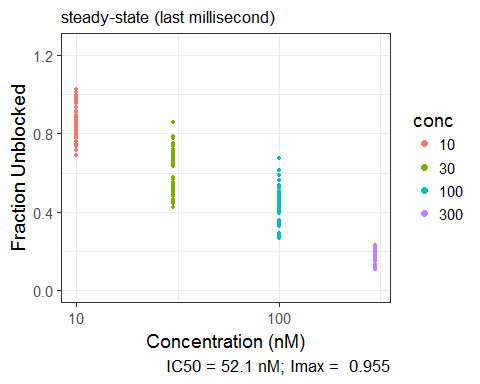 steady-state (last millisecond)
Fraction Unblocked
1.2
0.8
0.4
0.0
10
100
Concentration (nM)
IC50 = 52.1 nM; Imax =  0.955
conc
10
30
100
300